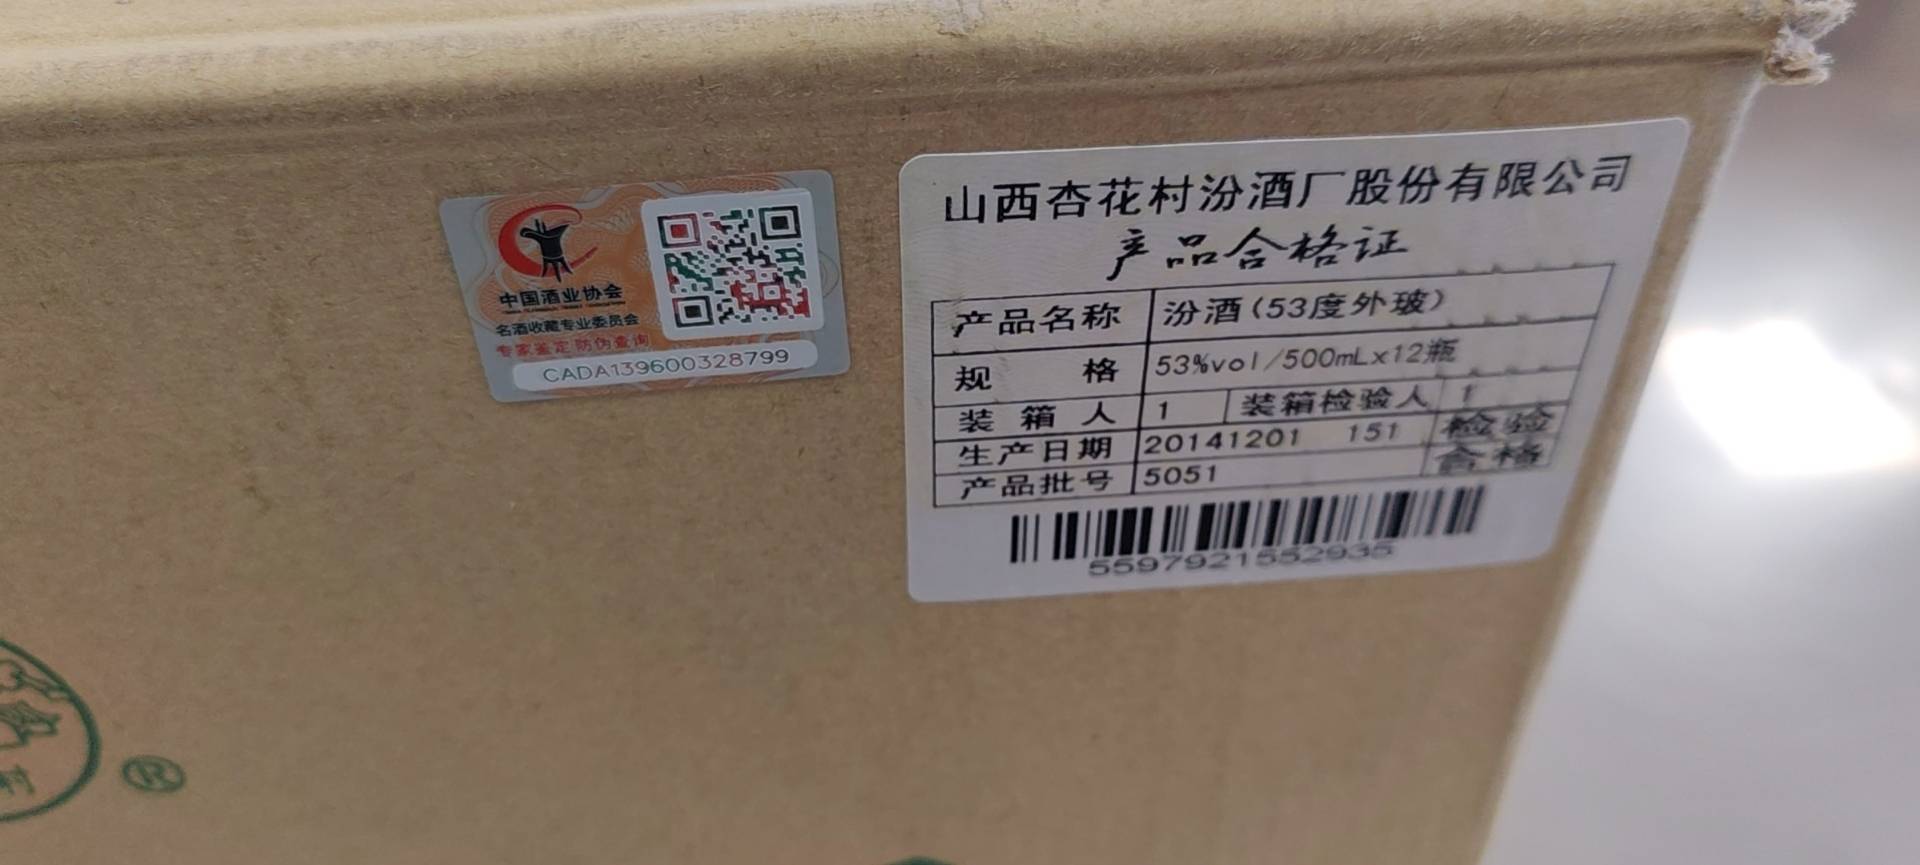 中国酒业协会
名酒收藏专业委员会
专家鉴定防伪查询
CADA139600328799
山西杏花村汾酒厂股份有限公司
产品合格证
产品名称 汾酒(53度外玻)
规 格 53%vol/500mLx12瓶
装箱人 1 装箱检验人 1
生产日期 20141201 151 检验
产品批号 5051 合格
5597921552935
村
®